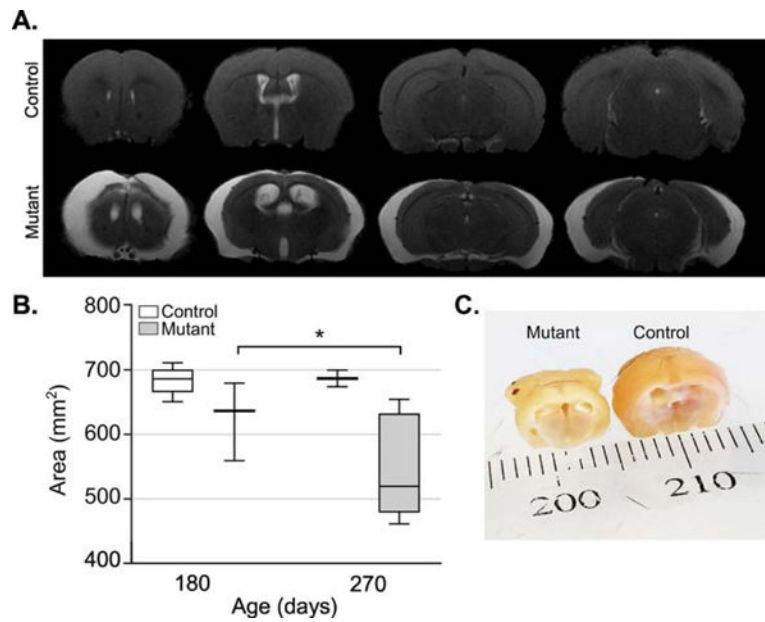 A.
Control
Mutant
B.
800
700
600
500
400
Area (mm²)
Control
Mutant
*
180
270
Age (days)
C.
Mutant
Control
200
210